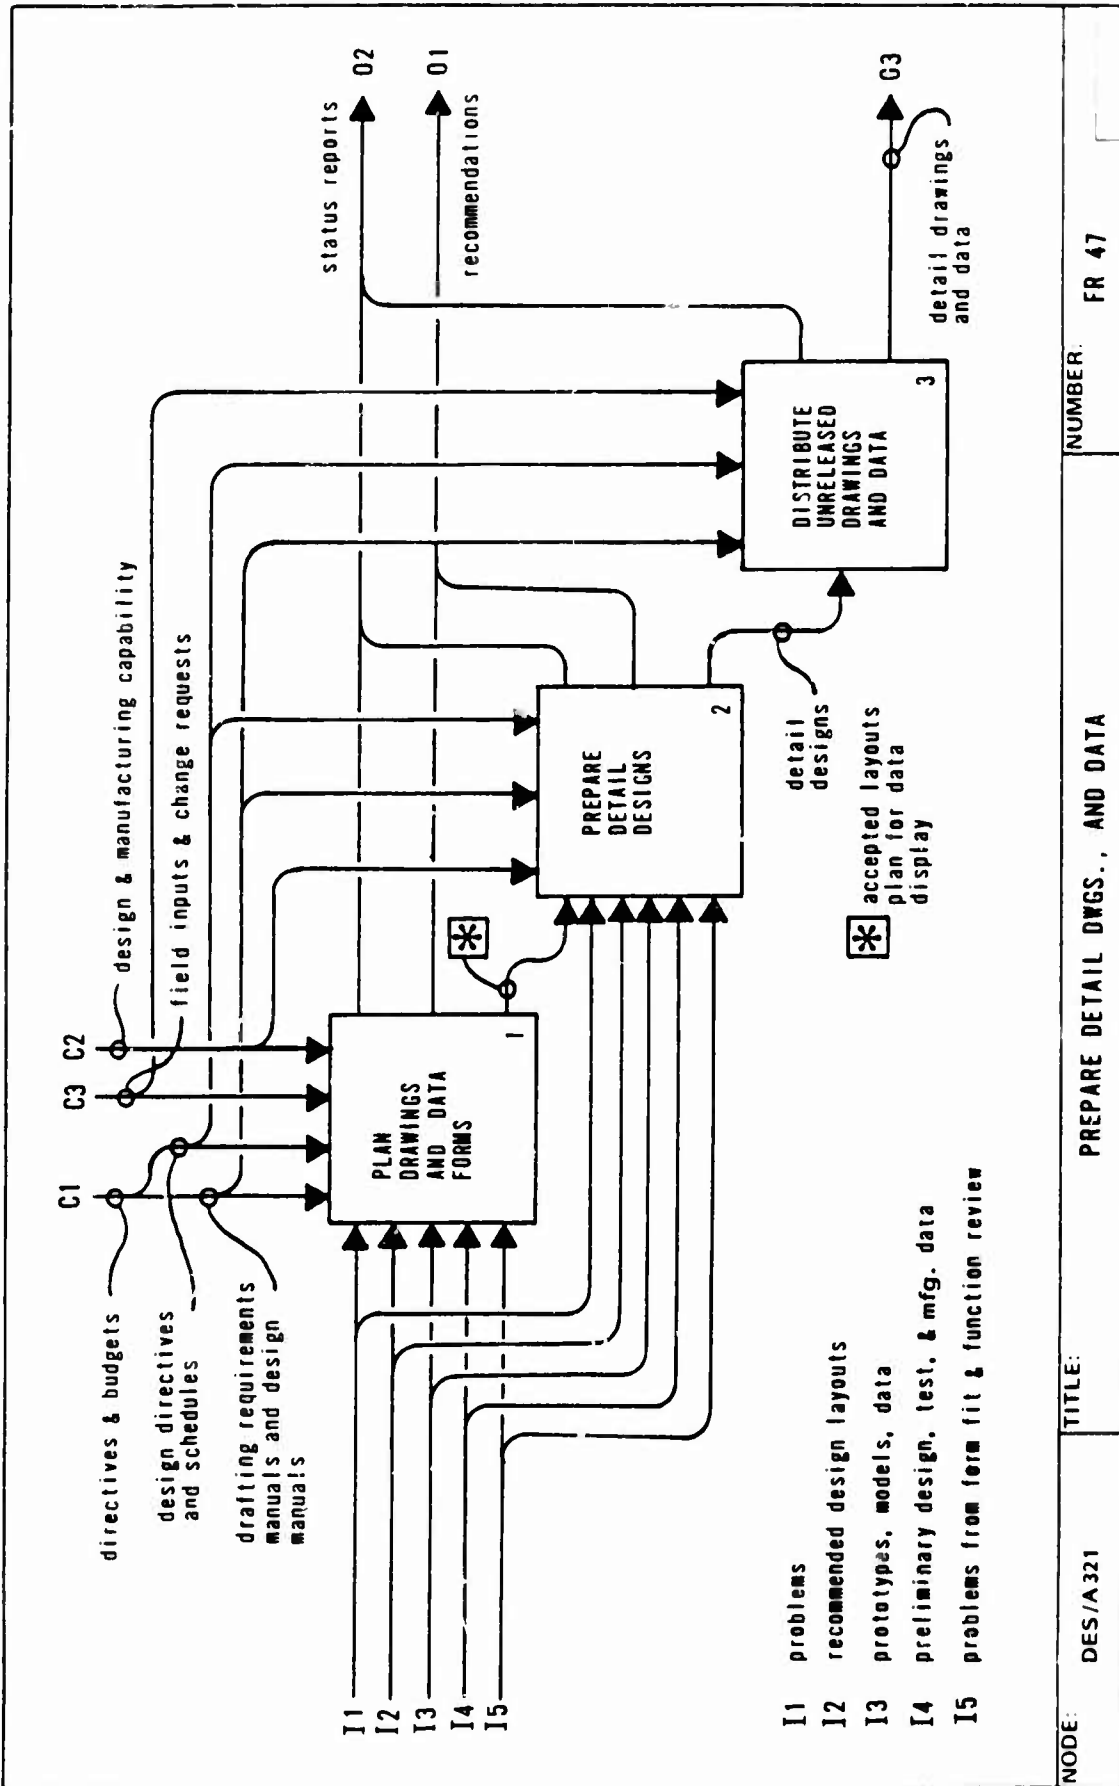 C1
C3
C2
directives & budgets
design directives
and schedules
drafting requirements
manuals and design
manuals
design & manufacturing capability
field inputs & change requests
status reports
O2
recommendations
O1
I1
I2
I3
I4
I5
PLAN
DRAWINGS
AND DATA
FORMS
1
*
PREPARE
DETAIL
DESIGNS
2
DISTRIBUTE
UNRELEASED
DRAWINGS
AND DATA
3
O3
detail drawings
and data
detail
designs
* accepted layouts
plan for data
display
I1 problems
I2 recommended design layouts
I3 prototypes, models, data
I4 preliminary design, test, & mfg. data
I5 problems from form fit & function review
NODE: DES/A321
TITLE: PREPARE DETAIL DWGS., AND DATA
NUMBER: FR 47